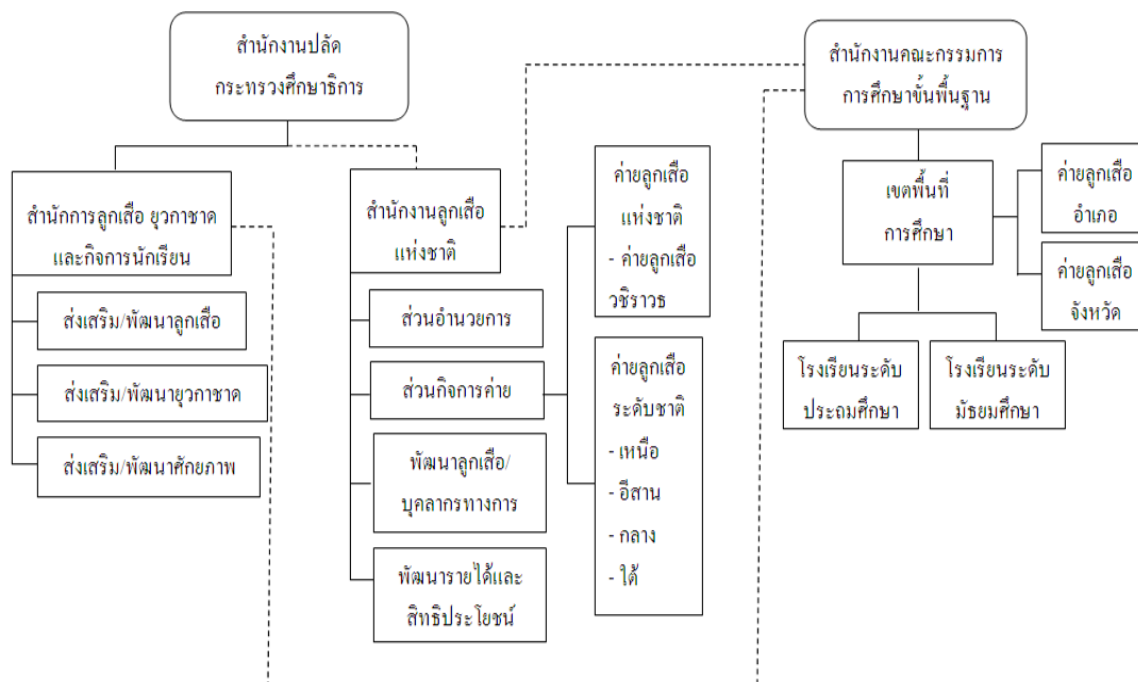 สำนักงานปลัด
กระทรวงศึกษาธิการ
สำนักงานคณะกรรมการ
การศึกษาขั้นพื้นฐาน
สำนักการลูกเสือ ยุวกาชาด
และกิจการนักเรียน
ส่งเสริม/พัฒนาลูกเสือ
ส่งเสริม/พัฒนายุวกาชาด
ส่งเสริม/พัฒนาศักยภาพ
สำนักงานลูกเสือ
แห่งชาติ
ส่วนอำนวยการ
ส่วนกิจการค่าย
พัฒนาลูกเสือ/
บุคลากรทางการ
พัฒนารายได้และ
สิทธิประโยชน์
ค่ายลูกเสือ
แห่งชาติ
- ค่ายลูกเสือ
วชิราวุธ
ค่ายลูกเสือ
ระดับชาติ
- เหนือ
- อีสาน
- กลาง
- ใต้
เขตพื้นที่
การศึกษา
ค่ายลูกเสือ
อำเภอ
ค่ายลูกเสือ
จังหวัด
โรงเรียนระดับ
ประถมศึกษา
โรงเรียนระดับ
มัธยมศึกษา